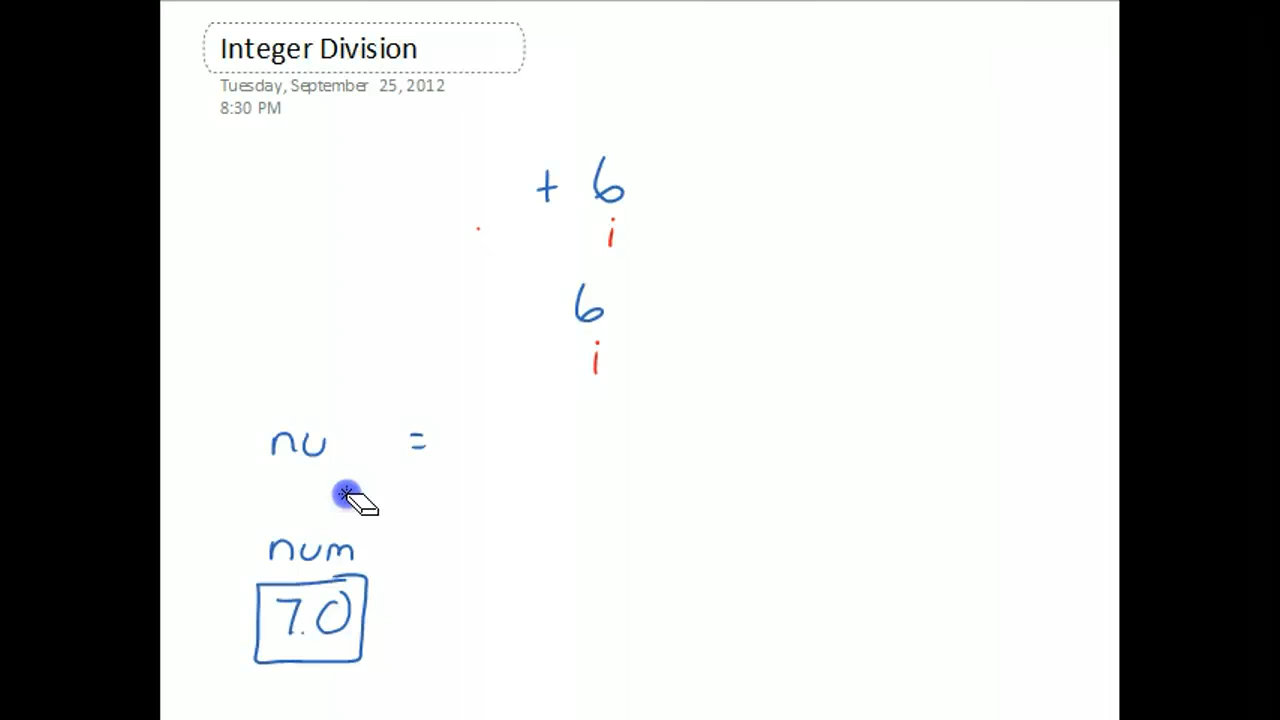 Integer Division
Tuesday, September 25, 2012
8:30 PM
+ 6
i
6
i
nu =
num
7.0